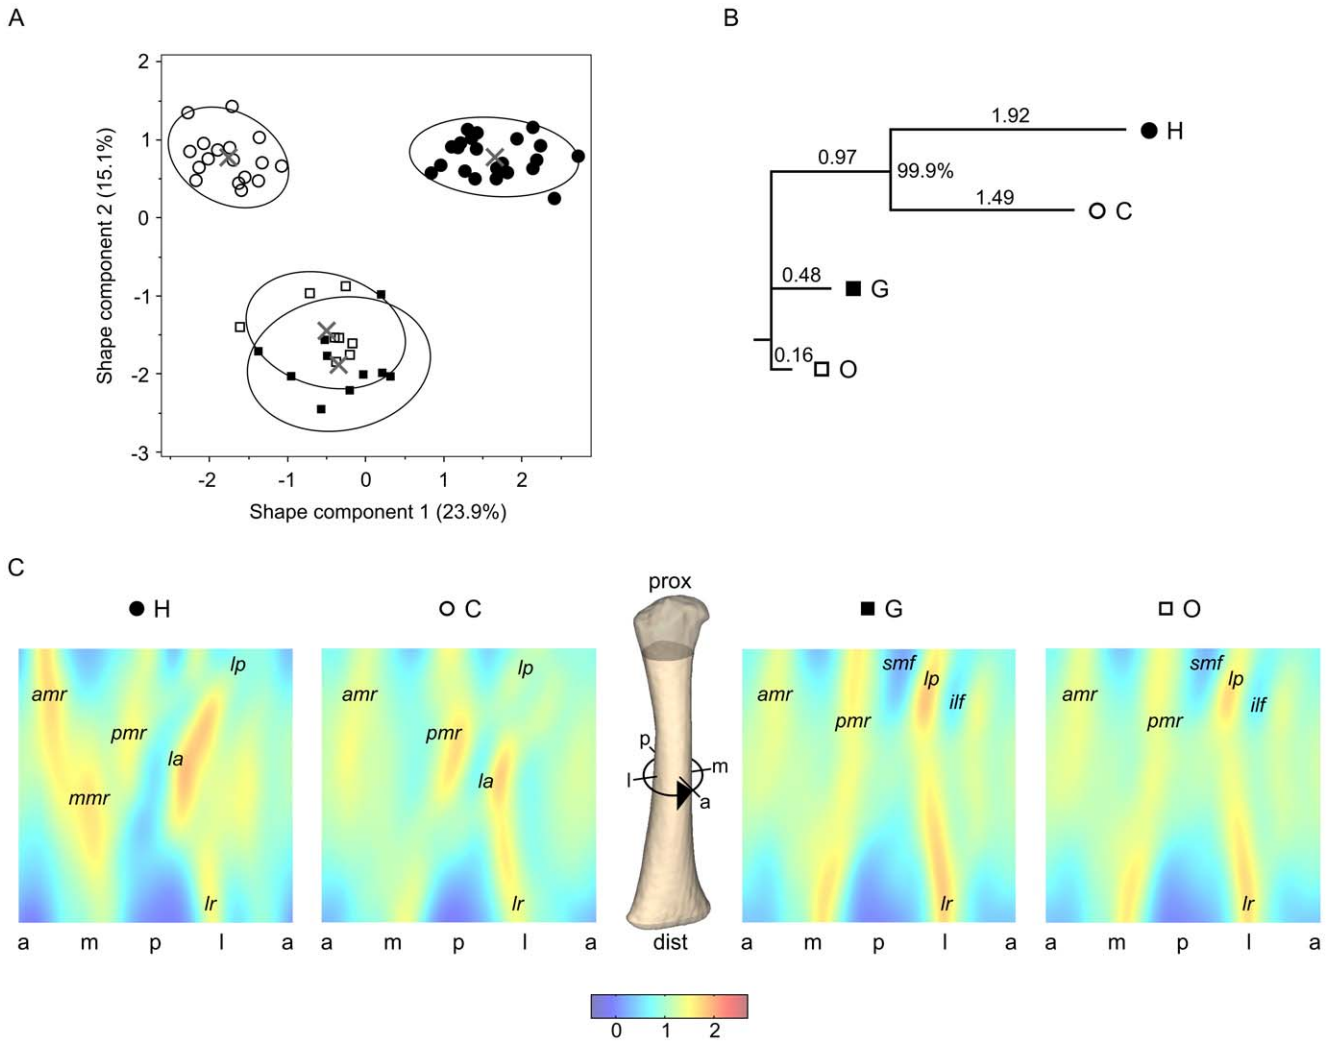 A
2
1
0
-1
-2
-3
Shape component 2 (15.1%)
-2 -1 0 1 2
Shape component 1 (23.9%)
B
1.92
H
0.97
99.9%
1.49
C
0.48
G
0.16
O
C
H
lp
amr
pmr
la
mmr
lr
a m p l a
C
lp
amr
pmr
la
lr
a m p l a
prox
p
m
l
a
dist
G
smf
lp
amr
ilf
pmr
lr
a m p l a
O
smf
lp
amr
ilf
pmr
lr
a m p l a
0 1 2